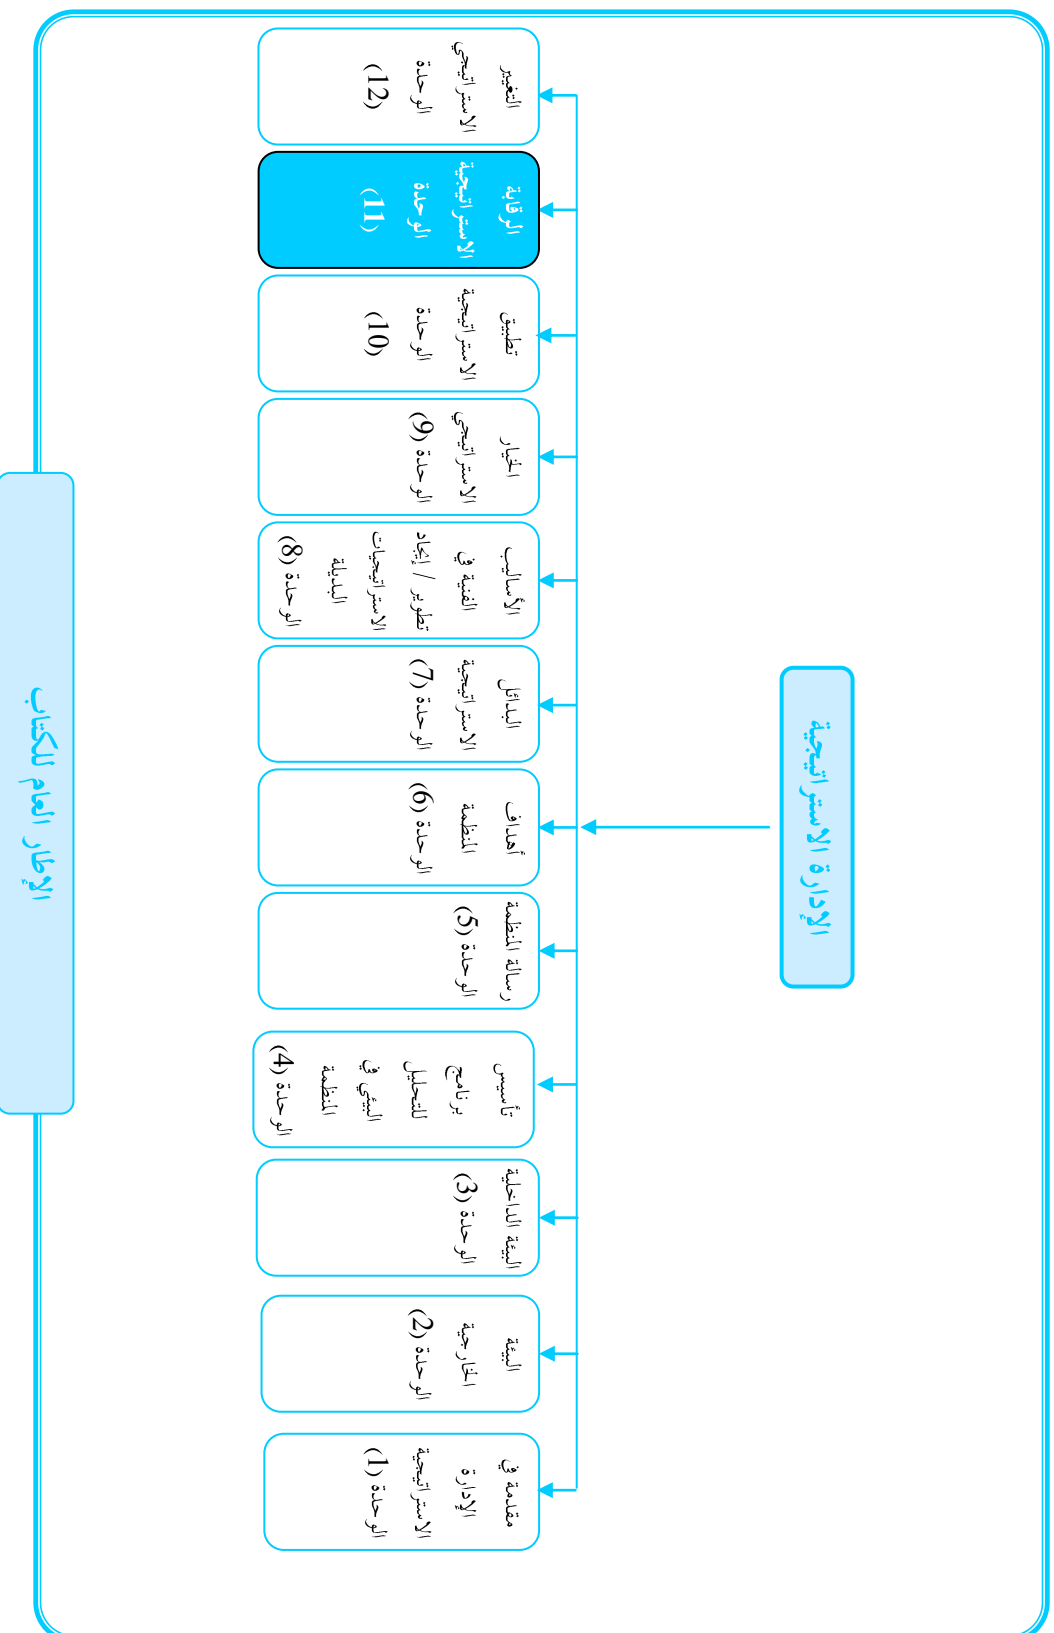 الإدارة الاستراتيجية
مقدمة في
الإدارة
الاستراتيجية
الوحدة (1)
البيئة
الخارجية
الوحدة (2)
البيئة الداخلية
الوحدة (3)
تأسيس
برنامج
للتحليل
البيئي في
المنظمة
الوحدة (4)
رسالة المنظمة
الوحدة (5)
أهداف
المنظمة
الوحدة (6)
البدائل
الاستراتيجية
الوحدة (7)
الأساليب
الفنية في
تطوير / إيجاد
الاستراتيجيات
البديلة
الوحدة (8)
الخيار
الاستراتيجي
الوحدة (9)
تطبيق
الاستراتيجية
الوحدة
(10)
الرقابة
الاستراتيجية
الوحدة
(11)
التغيير
الاستراتيجي
الوحدة
(12)
الإطار العام للكتاب